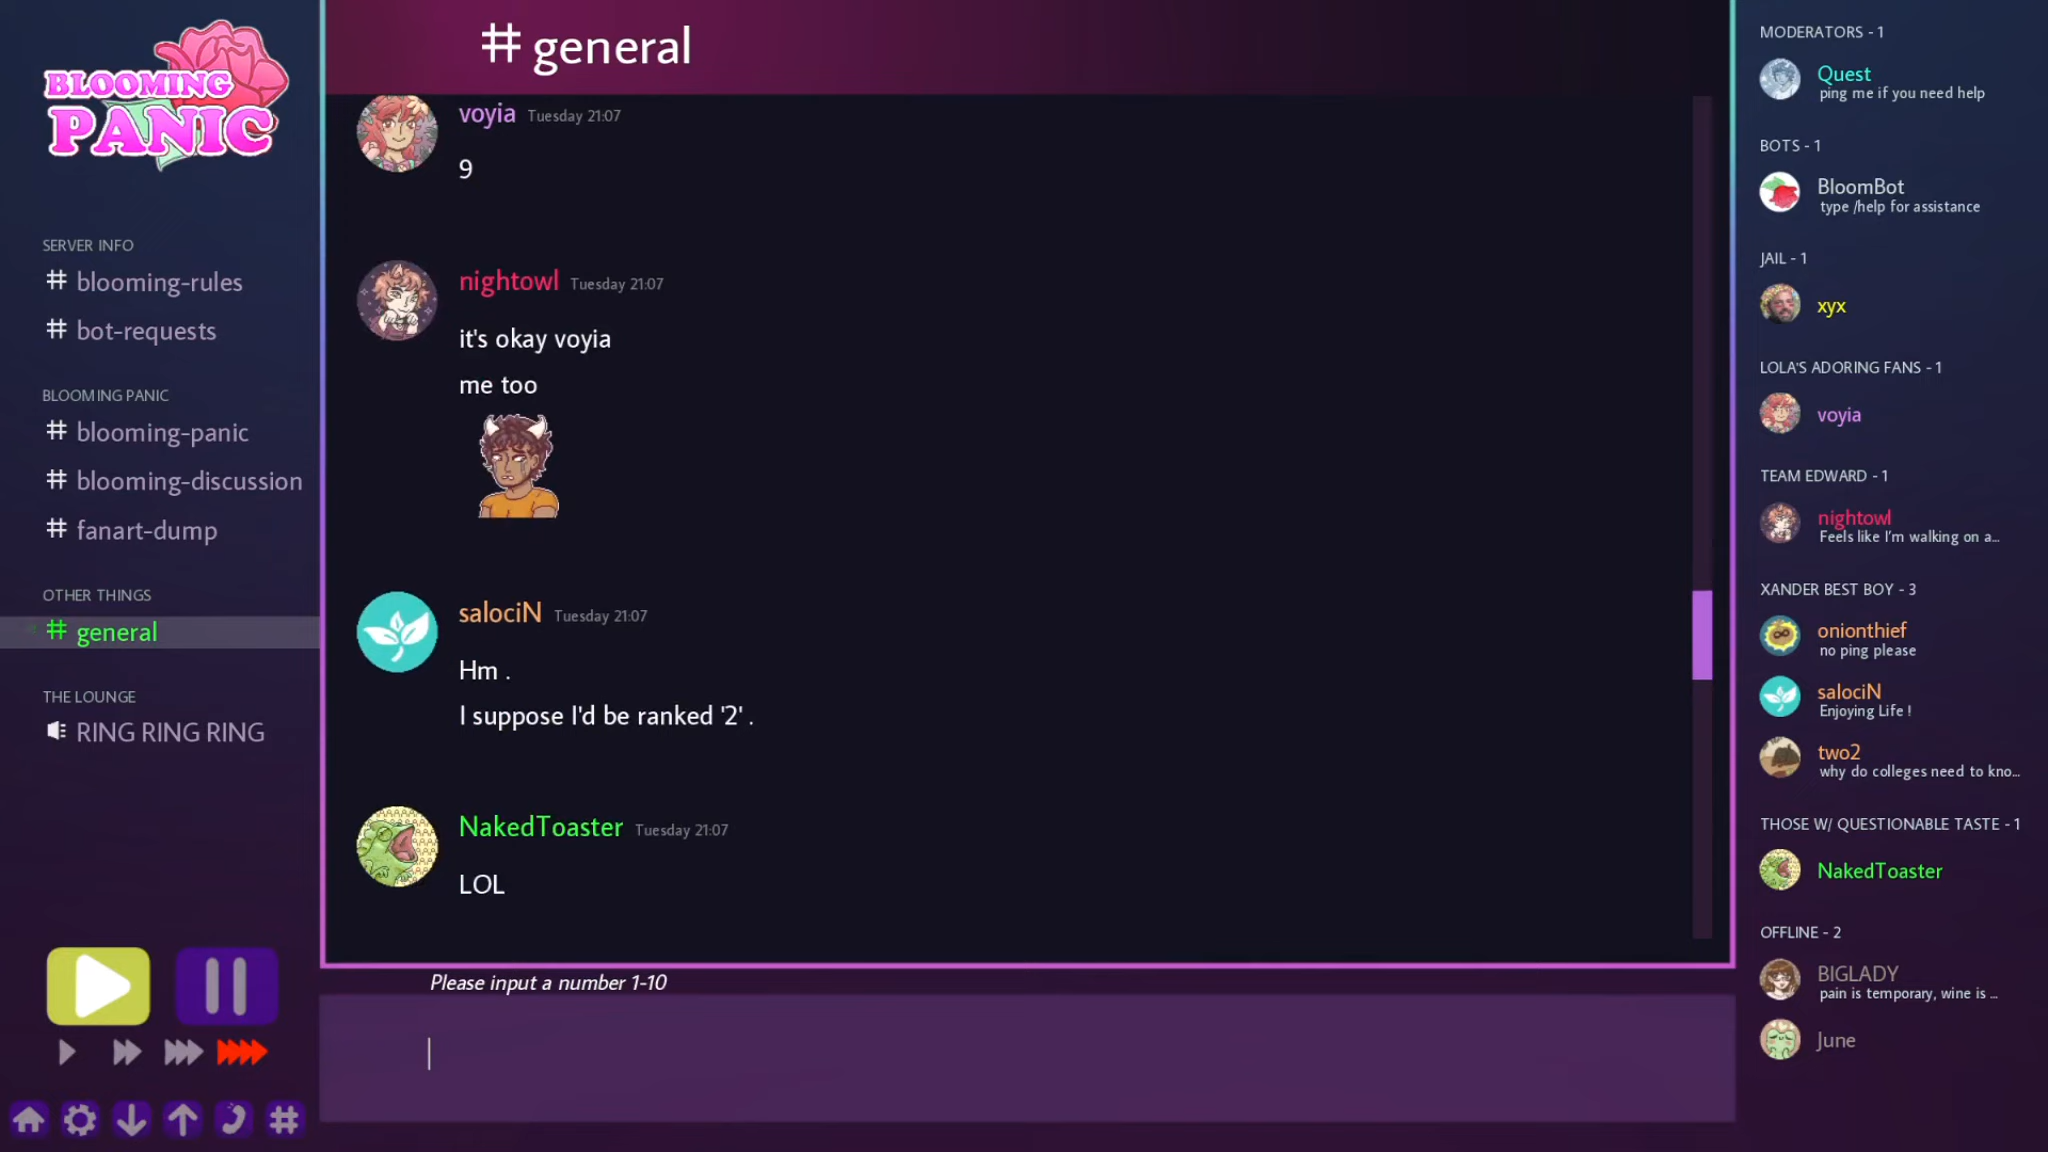 BLOOMING
PANIC
SERVER INFO
# blooming-rules
# bot-requests
BLOOMING PANIC
# blooming-panic
# blooming-discussion
# fanart-dump
OTHER THINGS
# general
THE LOUNGE
RING RING RING
# general
voyia Tuesday 21:07
9
nightowl Tuesday 21:07
it's okay voyia
me too
salociN Tuesday 21:07
Hm .
I suppose I'd be ranked '2' .
NakedToaster Tuesday 21:07
LOL
Please input a number 1-10
MODERATORS - 1
Quest
ping me if you need help
BOTS - 1
BloomBot
type /help for assistance
JAIL - 1
xyx
LOLA'S ADORING FANS - 1
voyia
TEAM EDWARD - 1
nightowl
Feels like I'm walking on a...
XANDER BEST BOY - 3
onionthief
no ping please
salociN
Enjoying Life !
two2
why do colleges need to kno...
THOSE W/ QUESTIONABLE TASTE - 1
NakedToaster
OFFLINE - 2
BIGLADY
pain is temporary, wine is ...
June